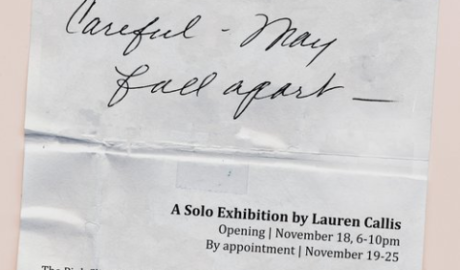 Careful - May
fall apart —
A Solo Exhibition by Lauren Callis
Opening | November 18, 6-10pm
By appointment | November 19-25